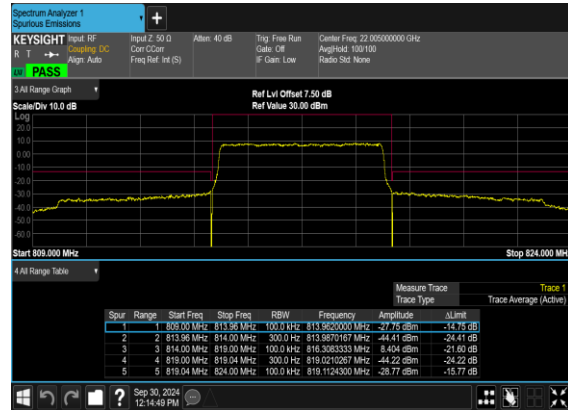 Spectrum Analyzer 1
Spurious Emissions
KEYSIGHT Input: RF Input Z: 50 Ω Atten: 40 dB Trig: Free Run Center Freq: 22.005000000 GHz
R T Coupling: DC Corr CCorr Gate: Off Avg|Hold: 100/100
Align: Auto Freq Ref: Int (S) IF Gain: Low Radio Std: None
PASS
3 All Range Graph
Ref Lvl Offset 7.50 dB
Scale/Div 10.0 dB Ref Value 30.00 dBm
Log
20.0
10.0
0.00
-10.0
-20.0
-30.0
-40.0
-50.0
-60.0
Start 809.000 MHz Stop 824.000 MH
4 All Range Table
Measure Trace Trace 1
Trace Type Trace Average (Active)
Spur Range Start Freq Stop Freq RBW Frequency Amplitude ΔLimit
1 1 809.00 MHz 813.96 MHz 100.0 kHz 813.9620000 MHz -27.75 dBm -14.75 dB
2 2 813.96 MHz 814.00 MHz 300.0 Hz 813.9870167 MHz -44.41 dBm -24.41 dB
3 3 814.00 MHz 819.00 MHz 100.0 kHz 816.3083333 MHz 8.404 dBm -21.60 dB
4 4 819.00 MHz 819.04 MHz 300.0 Hz 819.0210267 MHz -44.22 dBm -24.22 dB
5 5 819.04 MHz 824.00 MHz 100.0 kHz 819.1124300 MHz -28.77 dBm -15.77 dB
? Sep 30, 2024
12:14:49 PM